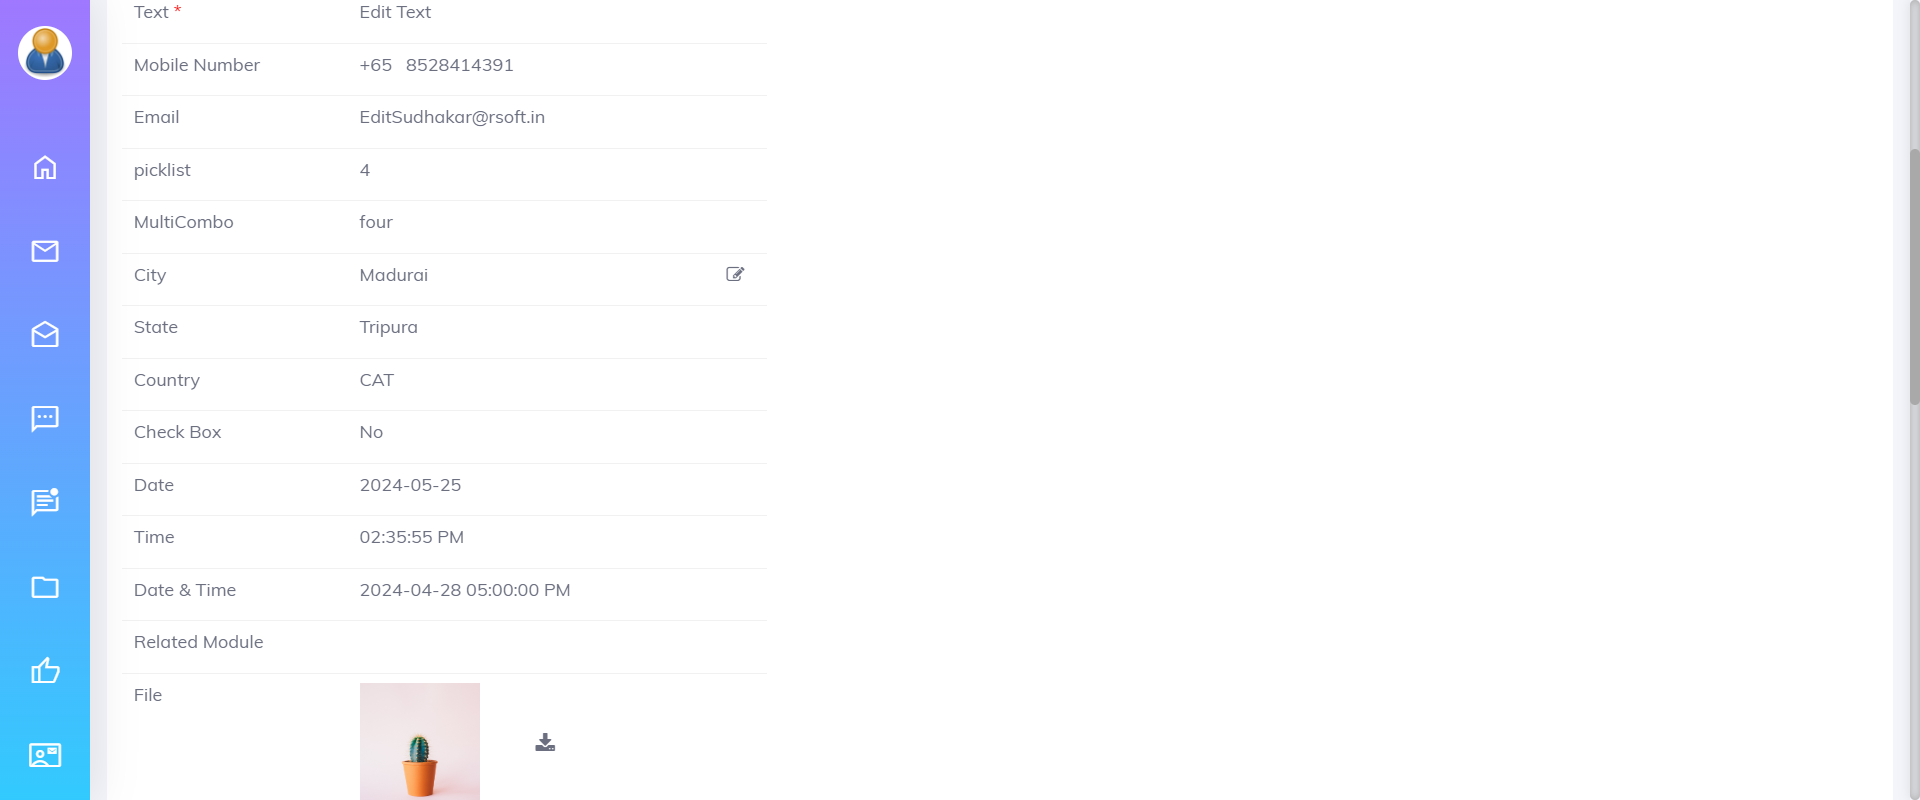 Text * Edit Text
Mobile Number +65 8528414391
Email EditSudhakar@rsoft.in
picklist 4
MultiCombo four
City Madurai
State Tripura
Country CAT
Check Box No
Date 2024-05-25
Time 02:35:55 PM
Date & Time 2024-04-28 05:00:00 PM
Related Module
File